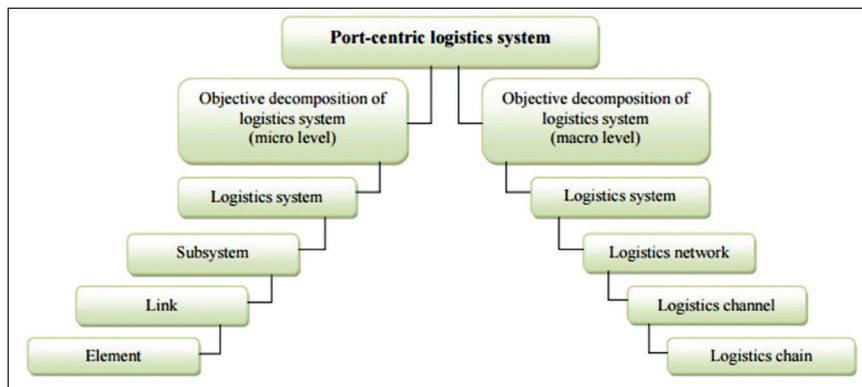 Port-centric logistics system
Objective decomposition of
logistics system
(micro level)
Objective decomposition of
logistics system
(macro level)
Logistics system
Logistics system
Subsystem
Logistics network
Link
Logistics channel
Element
Logistics chain